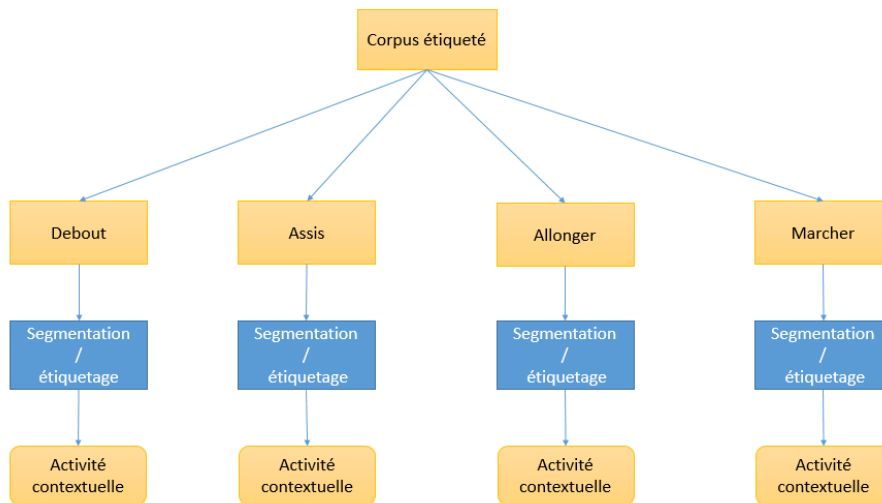 Corpus étiqueté
Debout
Assis
Allonger
Marcher
Segmentation
/
étiquetage
Segmentation
/
étiquetage
Segmentation
/
étiquetage
Segmentation
/
étiquetage
Activité
contextuelle
Activité
contextuelle
Activité
contextuelle
Activité
contextuelle